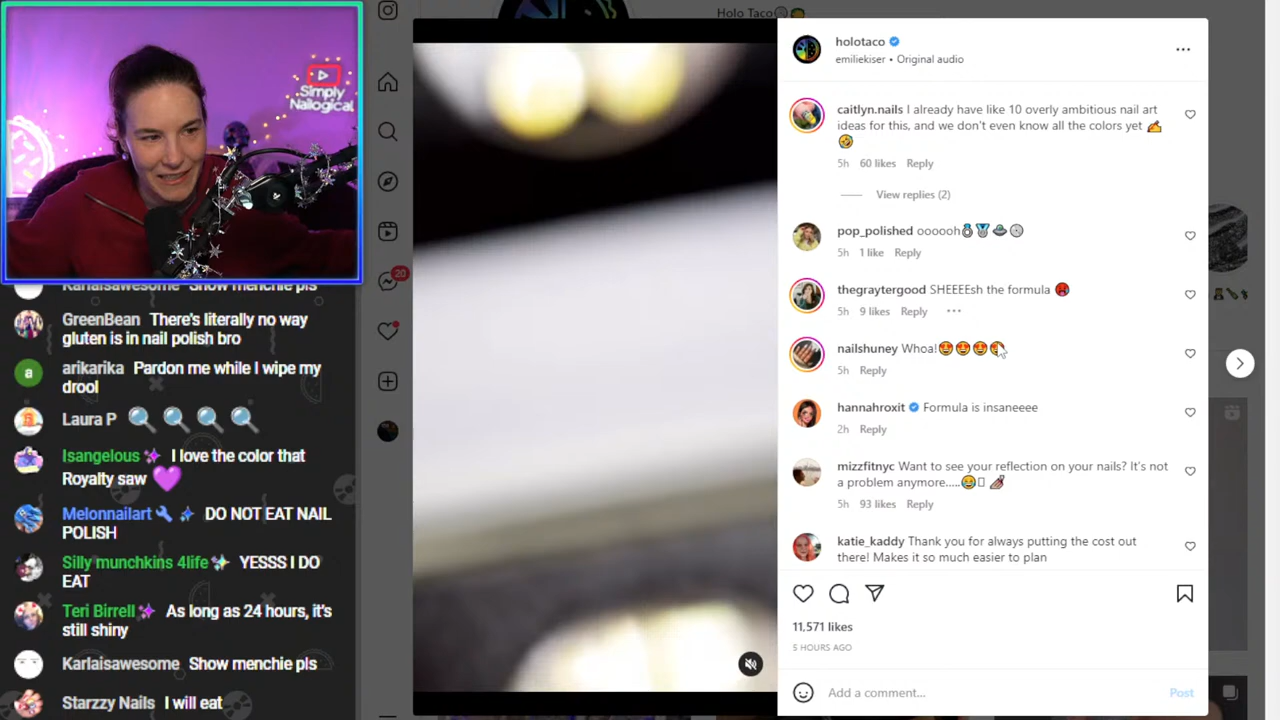 Simply
Nailogical
Karlaisawesome Show menchie pls
GreenBean There's literally no way
gluten is in nail polish bro
arikarika Pardon me while I wipe my
drool
Laura P 🔍 🔍 🔍 🔍
Isangelous✨ I love the color that
Royalty saw 💜
Melonnailart🔧 ✨ DO NOT EAT NAIL
POLISH
Silly munchkins 4life✨ YESSS I DO
EAT
Teri Birrell✨ As long as 24 hours, it's
still shiny
Karlaisawesome Show menchie pls
Starzzy Nails I will eat
20
Holo Taco
holotaco
emiliekiser • Original audio
caitlyn.nails I already have like 10 overly ambitious nail art
ideas for this, and we don't even know all the colors yet ✍️
🤣
5h 60 likes Reply
View replies (2)
pop_polished oooooh💍🥈🛸💿
5h 1 like Reply
thegraytergood SHEEEEsh the formula 🥵
5h 9 likes Reply
nailshuney Whoa!😍😍😍😍
5h Reply
hannahroxit Formula is insaneeee
2h Reply
mizzfitnyc Want to see your reflection on your nails? It's not
a problem anymore.....😂▯ 💅
5h 93 likes Reply
katie_kaddy Thank you for always putting the cost out
there! Makes it so much easier to plan
11,571 likes
5 HOURS AGO
Add a comment... Post